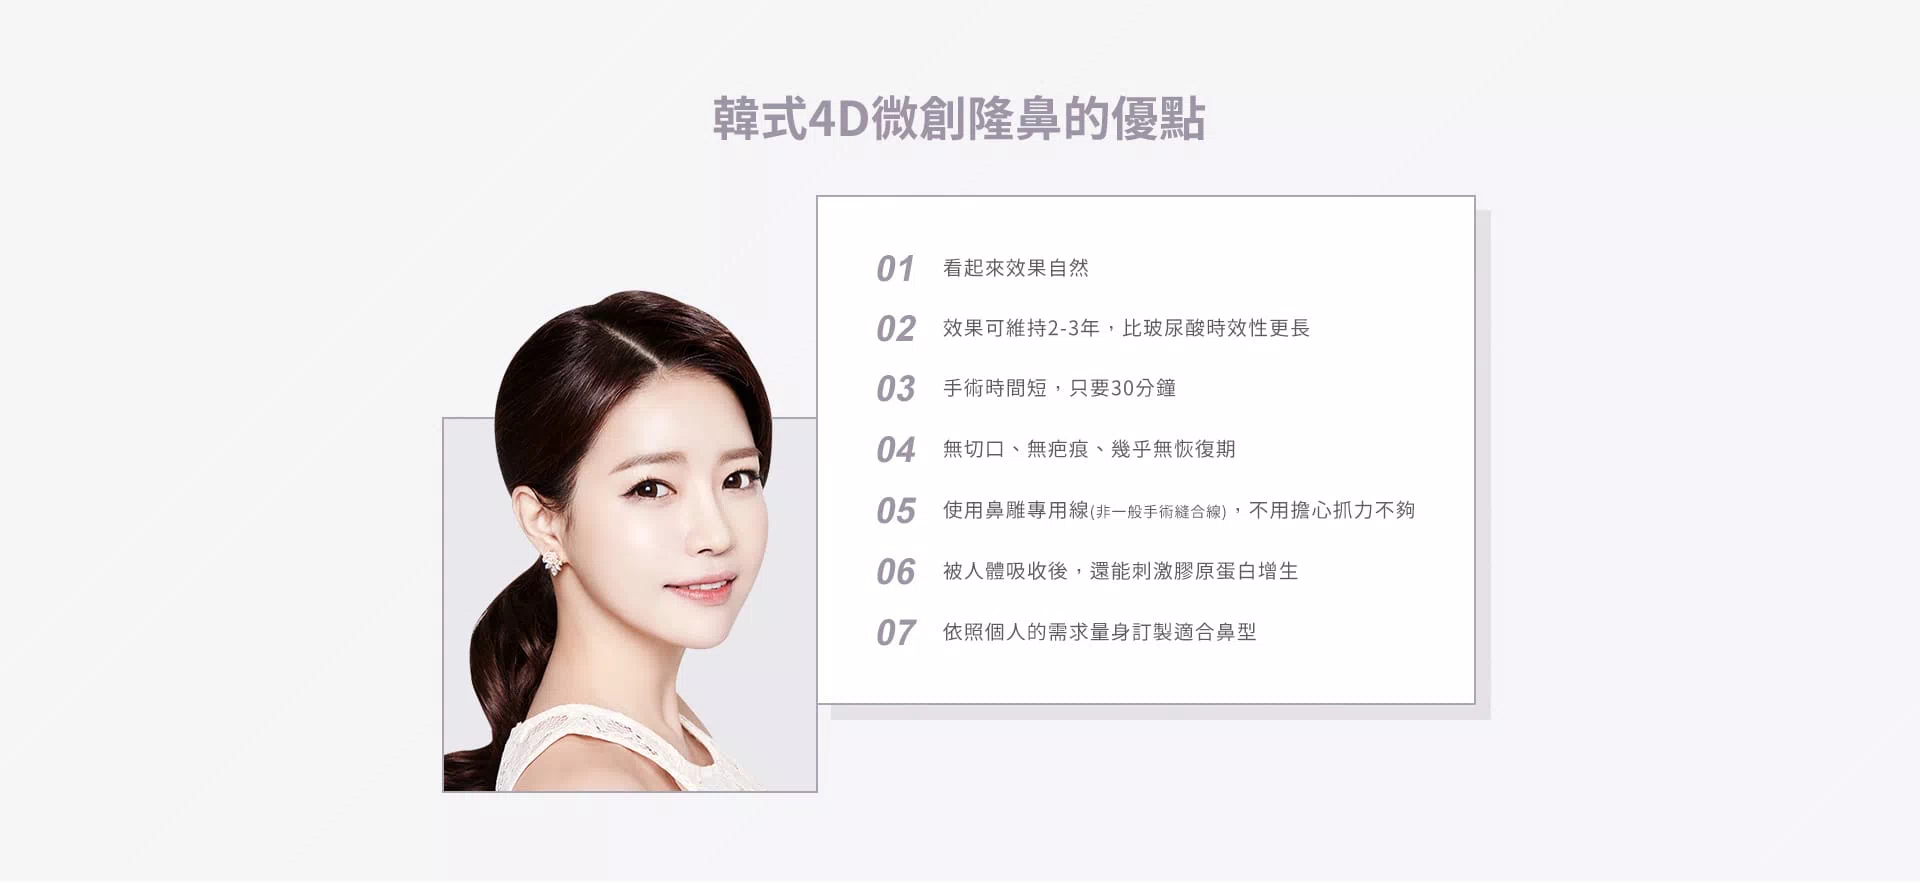 韓式4D微創隆鼻的優點
01 看起來效果自然
02 效果可維持2-3年，比玻尿酸時效性更長
03 手術時間短，只要30分鐘
04 無切口、無疤痕、幾乎無恢復期
05 使用鼻雕專用線(非一般手術縫合線)，不用擔心抓力不夠
06 被人體吸收後，還能刺激膠原蛋白增生
07 依照個人的需求量身訂製適合鼻型